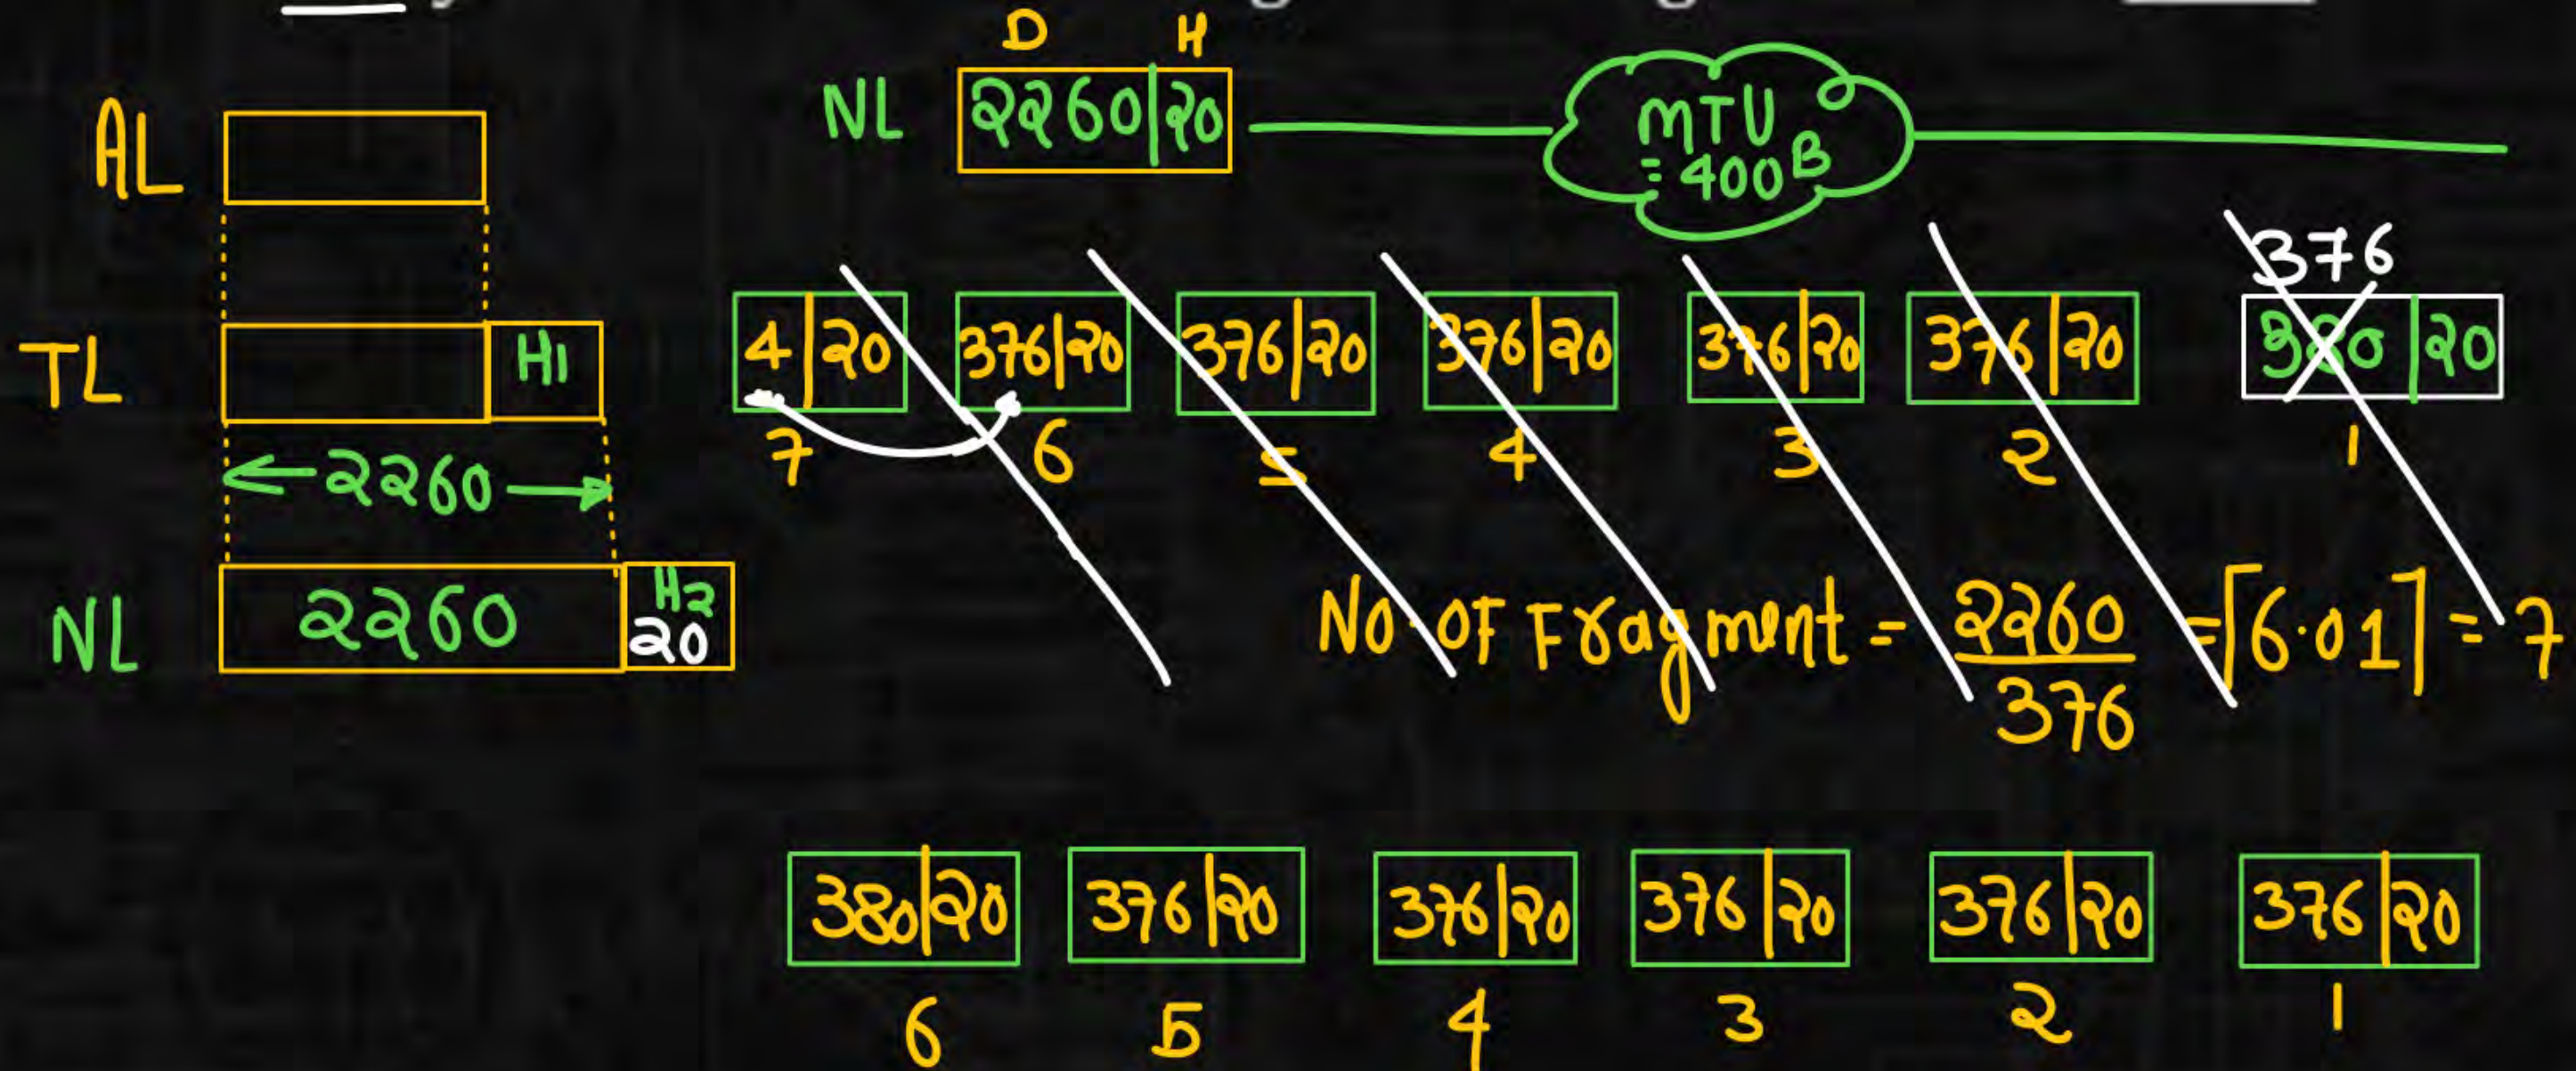 D H
AL
NL 2260|20
MTU
= 400B
376
TL H1
4|20 376|20 376|20 376|20 376|20 376|20 380|20
7 6 5 4 3 2 1
2260
NL 2260 H2
20
No. OF Fragment = 2260/376 = ⌈6.01⌉ = 7
380|20 376|20 376|20 376|20 376|20 376|20
6 5 4 3 2 1